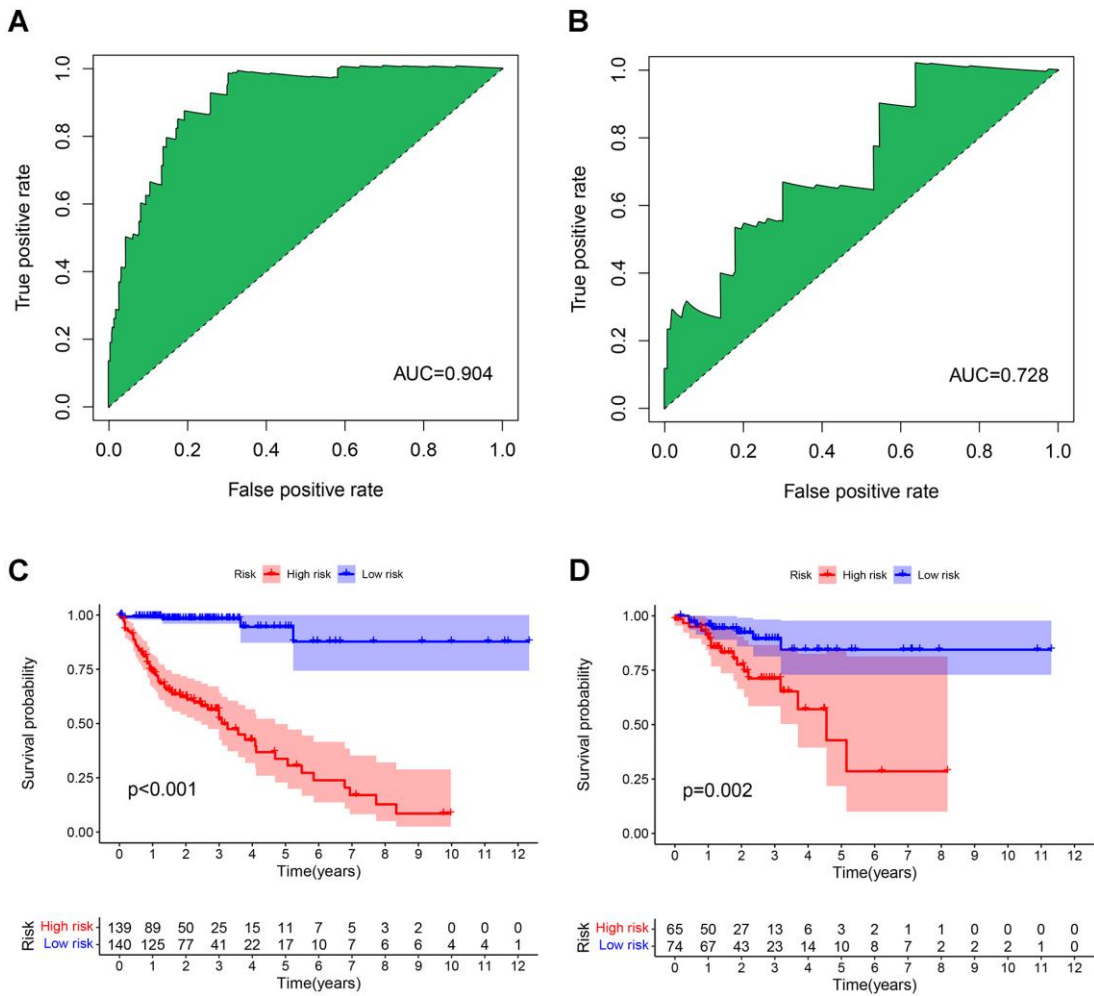 A
True positive rate
0.0 0.2 0.4 0.6 0.8 1.0
AUC=0.904
0.0 0.2 0.4 0.6 0.8 1.0
False positive rate
B
True positive rate
0.0 0.2 0.4 0.6 0.8 1.0
AUC=0.728
0.0 0.2 0.4 0.6 0.8 1.0
False positive rate
C
Risk High risk Low risk
Survival probability
1.00
0.75
0.50
0.25
0.00
p<0.001
0 1 2 3 4 5 6 7 8 9 10 11 12
Time(years)
Risk
High risk 139 89 50 25 15 11 7 5 3 2 0 0 0
Low risk 140 125 77 41 22 17 10 7 6 6 4 4 1
0 1 2 3 4 5 6 7 8 9 10 11 12
Time(years)
D
Risk High risk Low risk
Survival probability
1.00
0.75
0.50
0.25
0.00
p=0.002
0 1 2 3 4 5 6 7 8 9 10 11 12
Time(years)
Risk
High risk 65 50 27 13 6 3 2 1 1 0 0 0 0
Low risk 74 67 43 23 14 10 8 7 2 2 2 1 0
0 1 2 3 4 5 6 7 8 9 10 11 12
Time(years)